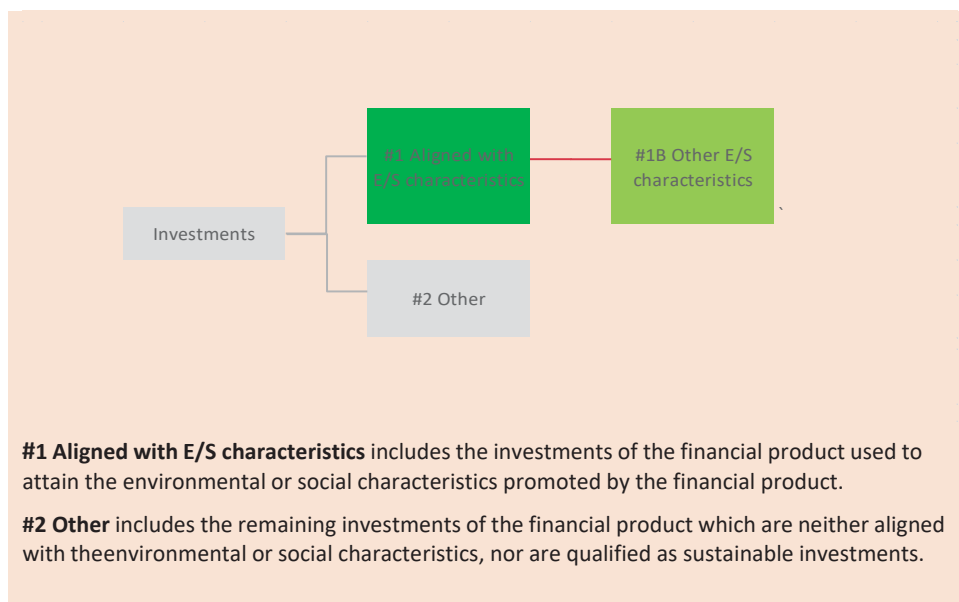 #1 Aligned with
E/S characteristics
#1B Other E/S
characteristics
`
Investments
#2 Other
#1 Aligned with E/S characteristics includes the investments of the financial product used to
attain the environmental or social characteristics promoted by the financial product.
#2 Other includes the remaining investments of the financial product which are neither aligned
with theenvironmental or social characteristics, nor are qualified as sustainable investments.